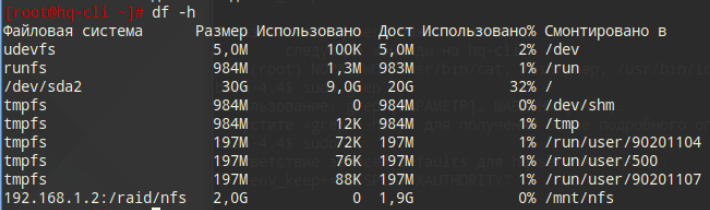 [root@hq-cli ~]# df -h
Файловая система Размер Использовано Дост Использовано% Смонтировано в
udevfs 5,0M 100K 5,0M 2% /dev
runfs 984M 1,3M 983M 1% /run
/dev/sda2 30G 9,0G 20G 32% /
tmpfs 984M 0 984M 0% /dev/shm
tmpfs 984M 12K 984M 1% /tmp
tmpfs 197M 72K 197M 1% /run/user/90201104
tmpfs 197M 76K 197M 1% /run/user/500
tmpfs 197M 88K 197M 1% /run/user/90201107
192.168.1.2:/raid/nfs 2,0G 0 1,9G 0% /mnt/nfs